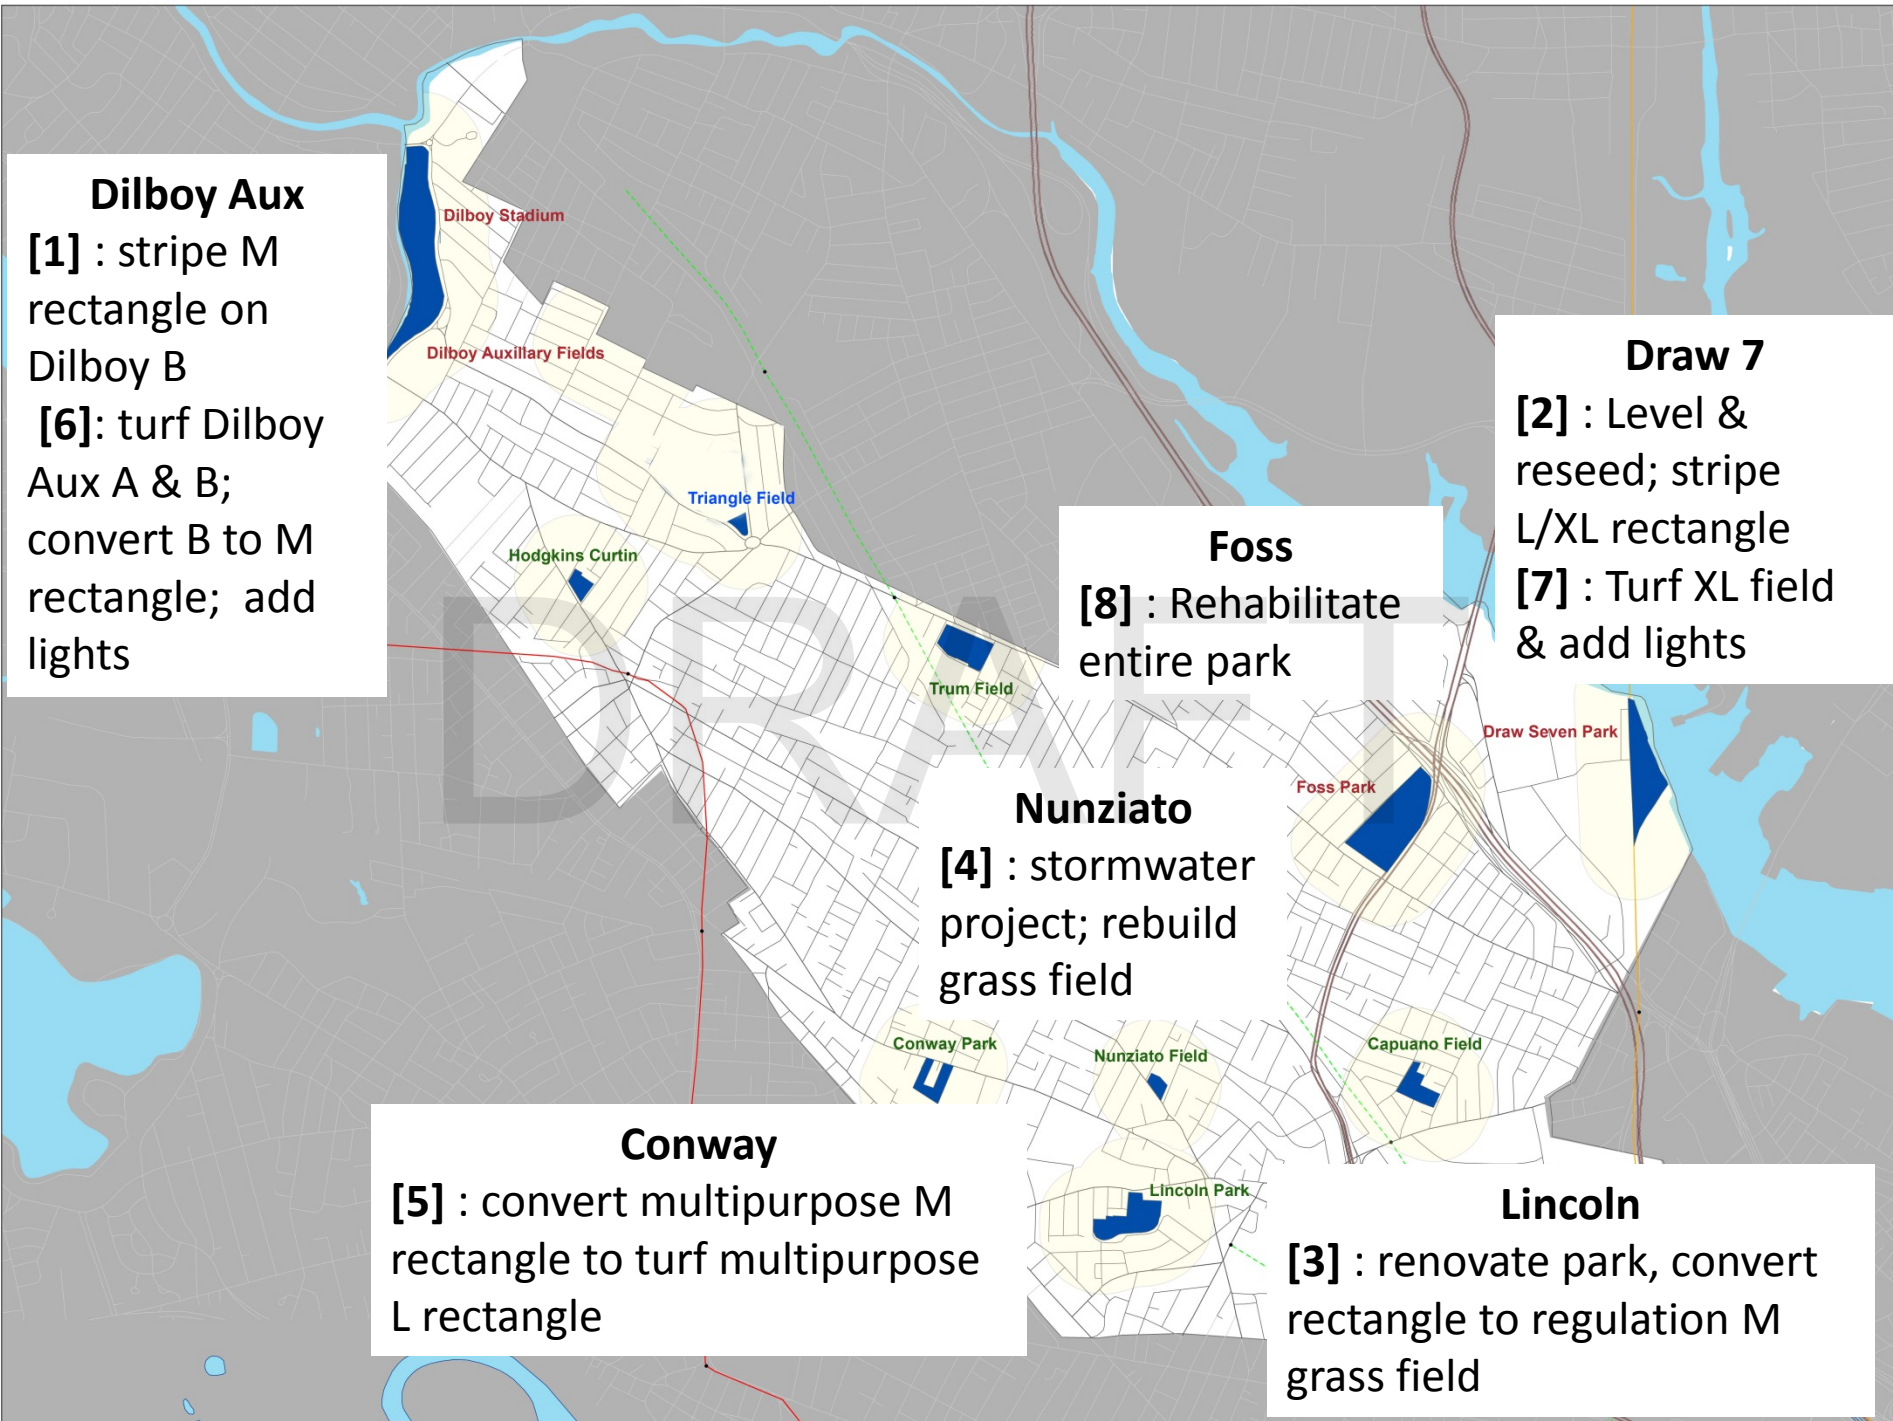 Dilboy Aux
[1] : stripe M
rectangle on
Dilboy B
[6]: turf Dilboy
Aux A & B;
convert B to M
rectangle; add
lights
Dilboy Stadium
Dilboy Auxillary Fields
Triangle Field
Hodgkins Curtin
Trum Field
DRAFT
Foss
[8] : Rehabilitate
entire park
Draw 7
[2] : Level &
reseed; stripe
L/XL rectangle
[7] : Turf XL field
& add lights
Draw Seven Park
Foss Park
Nunziato
[4] : stormwater
project; rebuild
grass field
Conway Park
Nunziato Field
Capuano Field
Conway
[5] : convert multipurpose M
rectangle to turf multipurpose
L rectangle
Lincoln Park
Lincoln
[3] : renovate park, convert
rectangle to regulation M
grass field